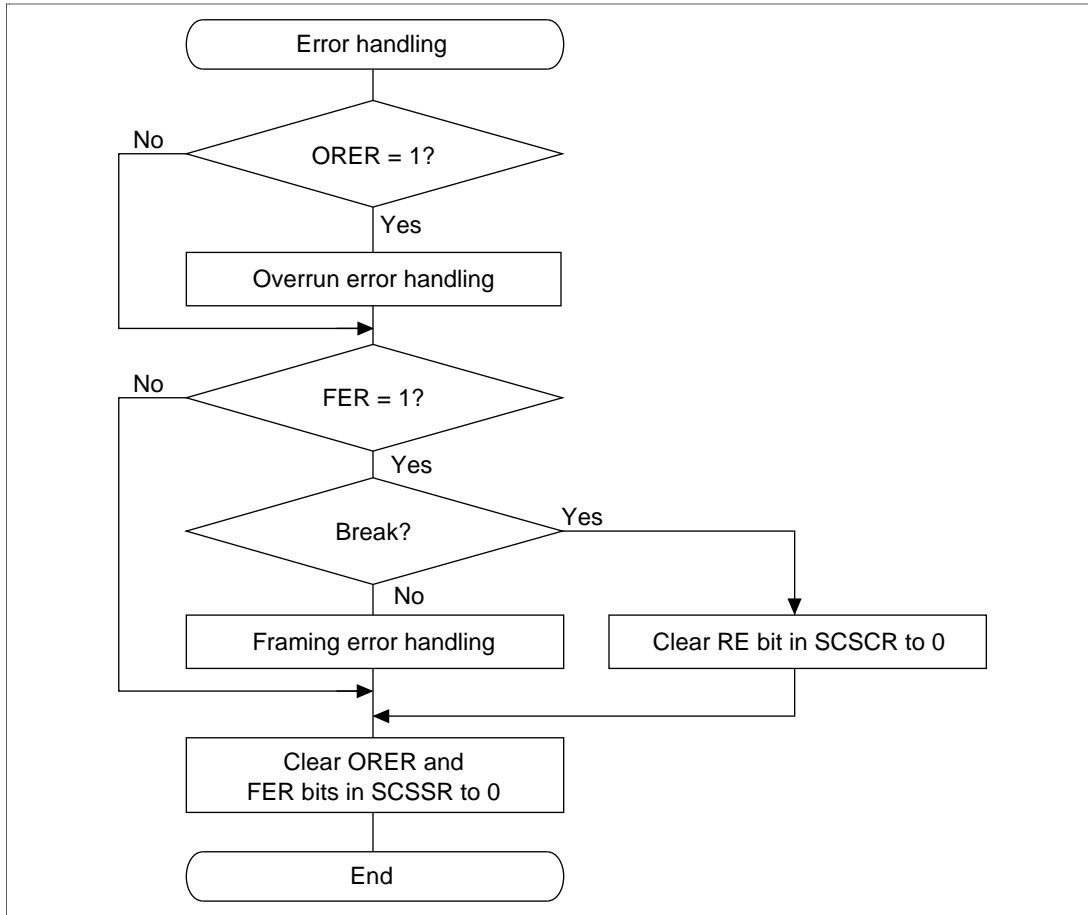 Error handling
No
ORER = 1?
Yes
Overrun error handling
No
FER = 1?
Yes
Break?
Yes
No
Framing error handling
Clear RE bit in SCSCR to 0
Clear ORER and
FER bits in SCSSR to 0
End